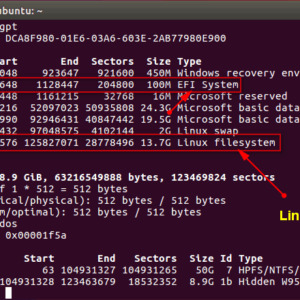 ubuntu: ~
gpt
DCA8F980-01E6-03A6-603E-2AB77980E900
art End Sectors Size Type
048 923647 921600 450M Windows recovery env
648 1128447 204800 100M EFI System
448 1161215 32768 16M Microsoft reserved
216 52097023 50935808 24.3G Microsoft basic data
990 92946431 40847442 19.5G Microsoft basic data
432 97048575 4102144 2G Linux swap
576 125827071 28778496 13.7G Linux filesystem
8.9 GiB, 63216549888 bytes, 123469824 sectors
f 1 * 512 = 512 bytes
ical/physical): 512 bytes / 512 bytes
m/optimal): 512 bytes / 512 bytes
dos
0x00001f5a
Lin
Start End Sectors Size Id Type
63 104931327 104931265 50G 7 HPFS/NTFS/
104931328 123463679 18532352 8.9G 1b Hidden W95